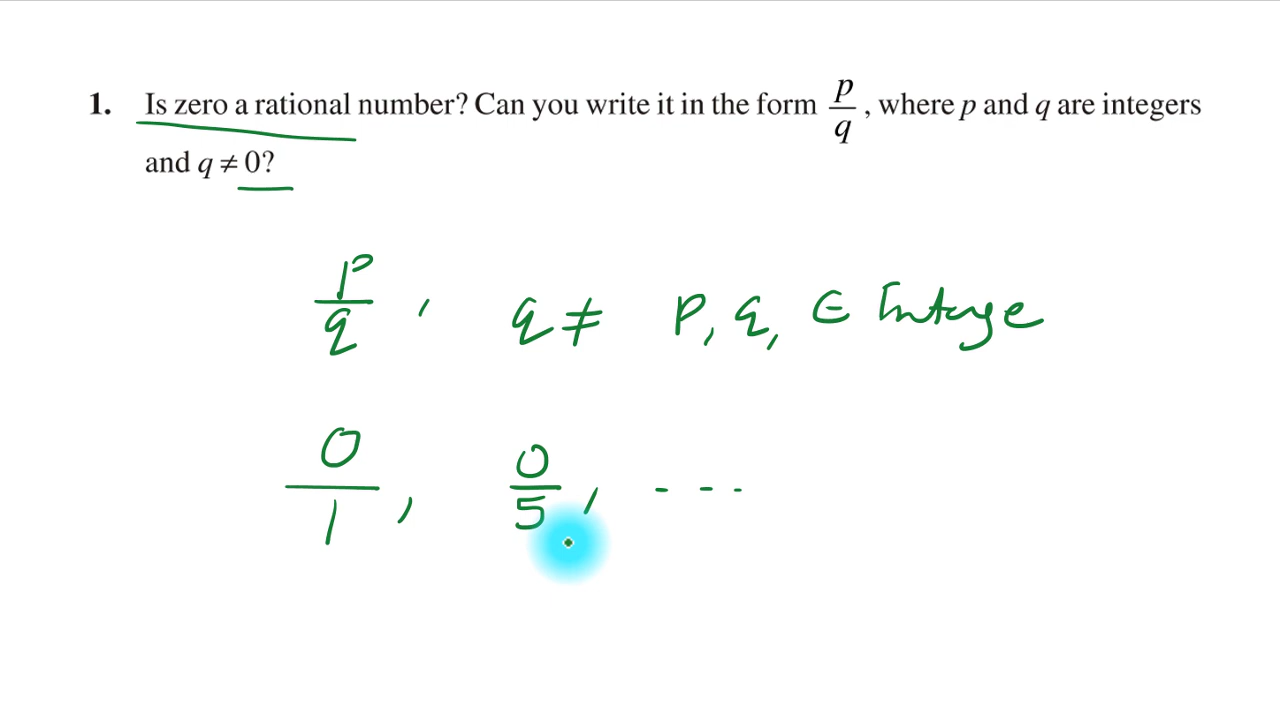 1. Is zero a rational number? Can you write it in the form p/q, where p and q are integers
and q ≠ 0?
p/q, q ≠ p, q, ∈ Intege
0/1, 0/5, ---